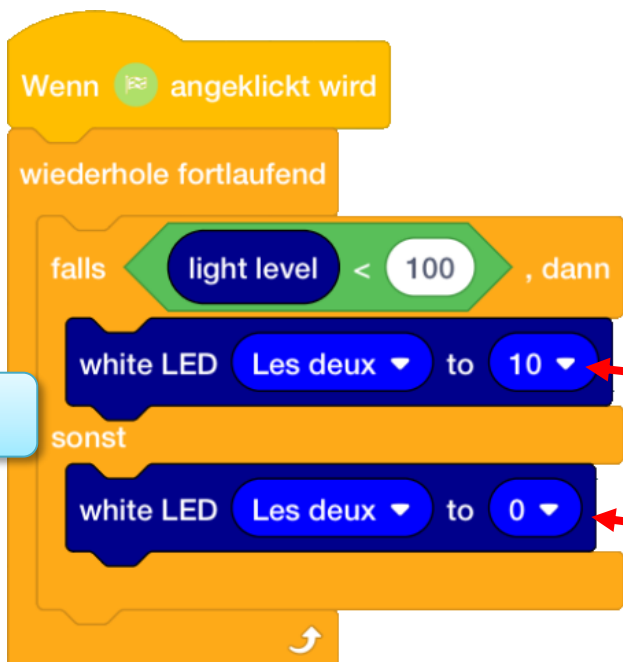 Wenn angeklickt wird
wiederhole fortlaufend
falls light level < 100 , dann
white LED Les deux to 10
sonst
white LED Les deux to 0